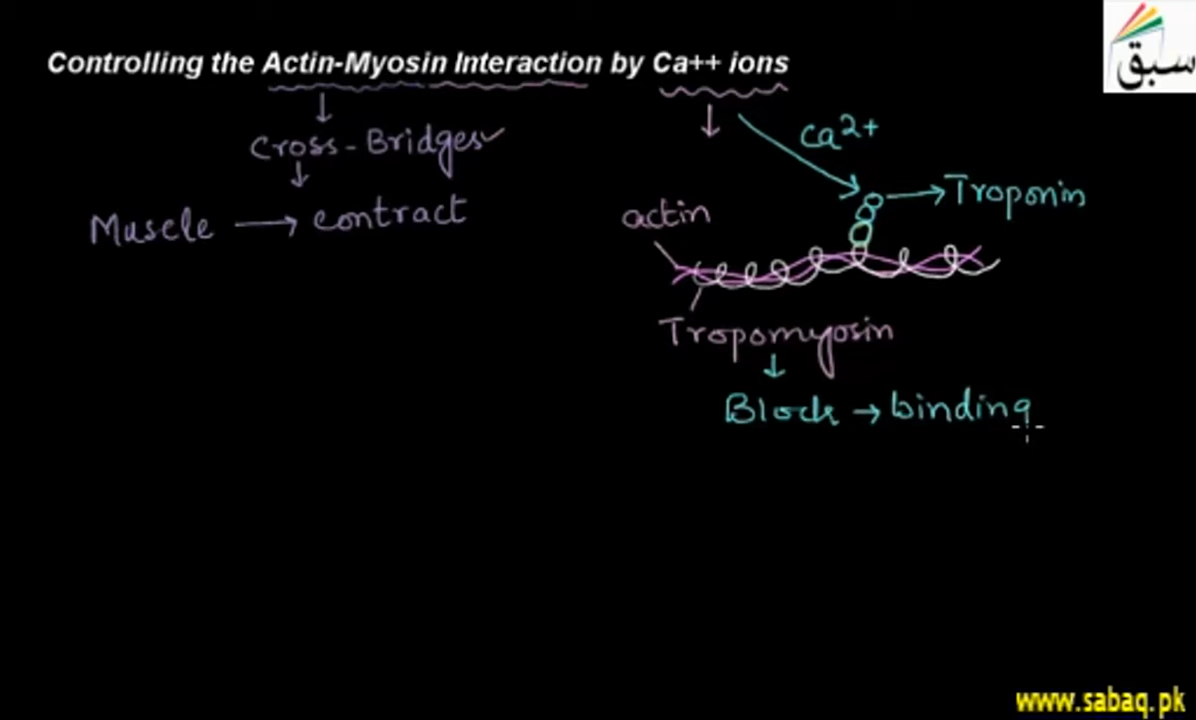 Controlling the Actin-Myosin Interaction by Ca++ ions
سبق
Cross-Bridges
Muscle → contract
Ca2+
Troponin
actin
Tropomyosin
Block → binding
www.sabaq.pk